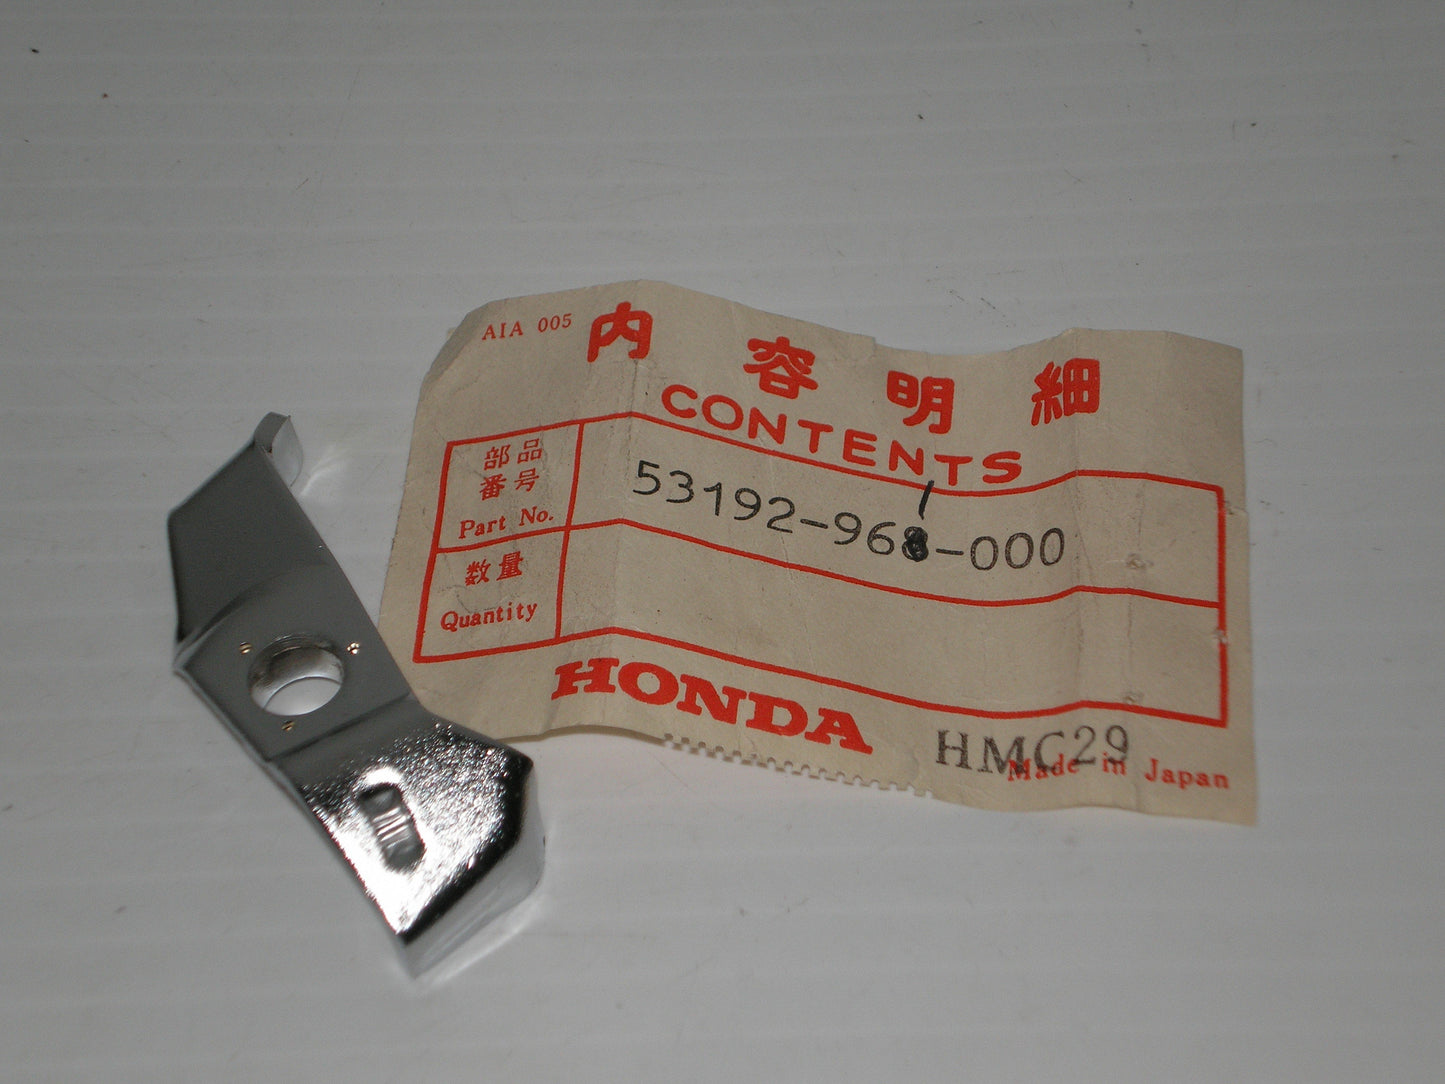 AIA 005
内容明細
CONTENTS
部品
番号
Part No.
53192-968-000
数量
Quantity
HONDA
HMC29
Made in Japan